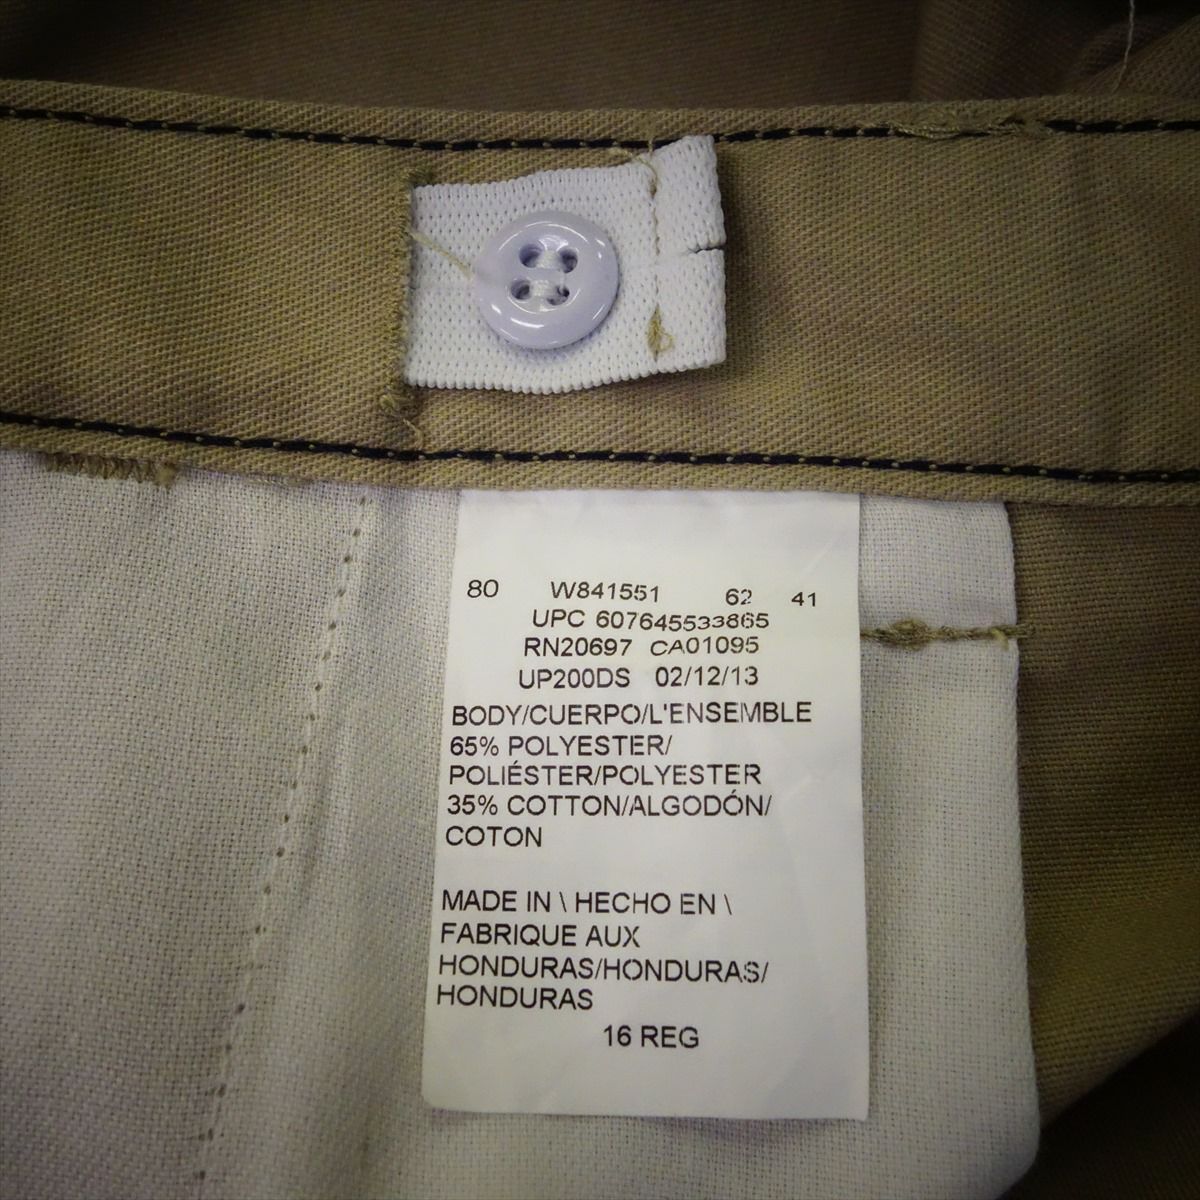 80 W841551 62 41
UPC 607645533865
RN20697 CA01095
UP200DS 02/12/13
BODY/CUERPO/L'ENSEMBLE
65% POLYESTER/
POLIÉSTER/POLYESTER
35% COTTON/ALGODÓN/
COTON
MADE IN \ HECHO EN \
FABRIQUE AUX
HONDURAS/HONDURAS/
HONDURAS
16 REG